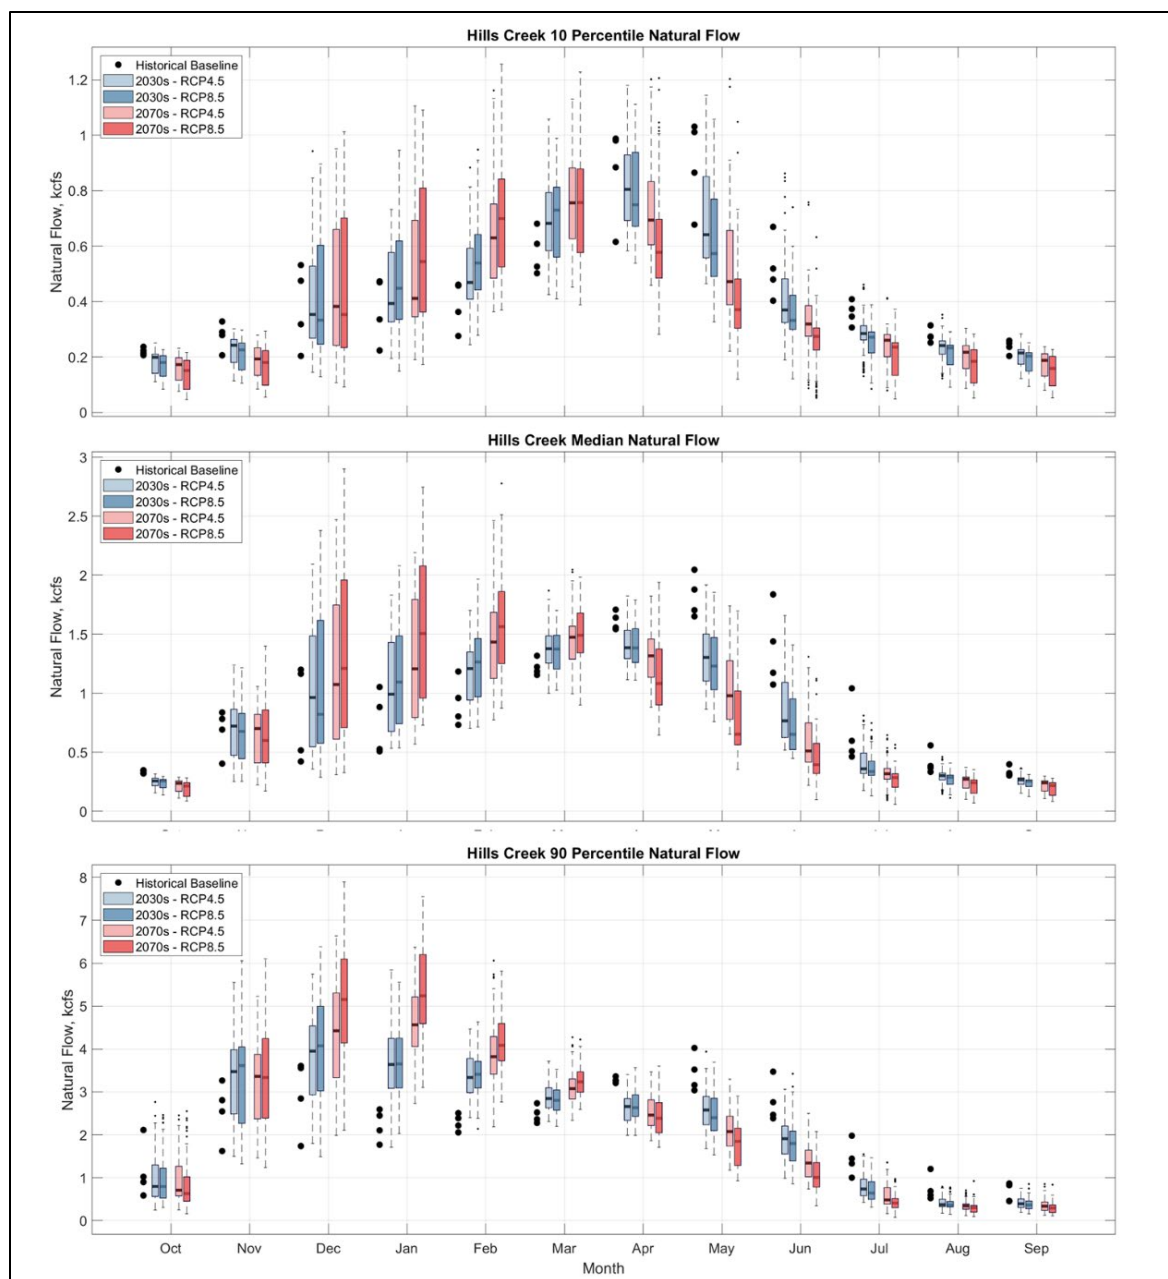 Hills Creek 10 Percentile Natural Flow
Natural Flow, kcfs
1.2
1
0.8
0.6
0.4
0.2
0
Historical Baseline
2030s - RCP4.5
2030s - RCP8.5
2070s - RCP4.5
2070s - RCP8.5
Hills Creek Median Natural Flow
Natural Flow, kcfs
3
2.5
2
1.5
1
0.5
0
Historical Baseline
2030s - RCP4.5
2030s - RCP8.5
2070s - RCP4.5
2070s - RCP8.5
Hills Creek 90 Percentile Natural Flow
Natural Flow, kcfs
8
7
6
5
4
3
2
1
0
Historical Baseline
2030s - RCP4.5
2030s - RCP8.5
2070s - RCP4.5
2070s - RCP8.5
Oct Nov Dec Jan Feb Mar Apr May Jun Jul Aug Sep
Month